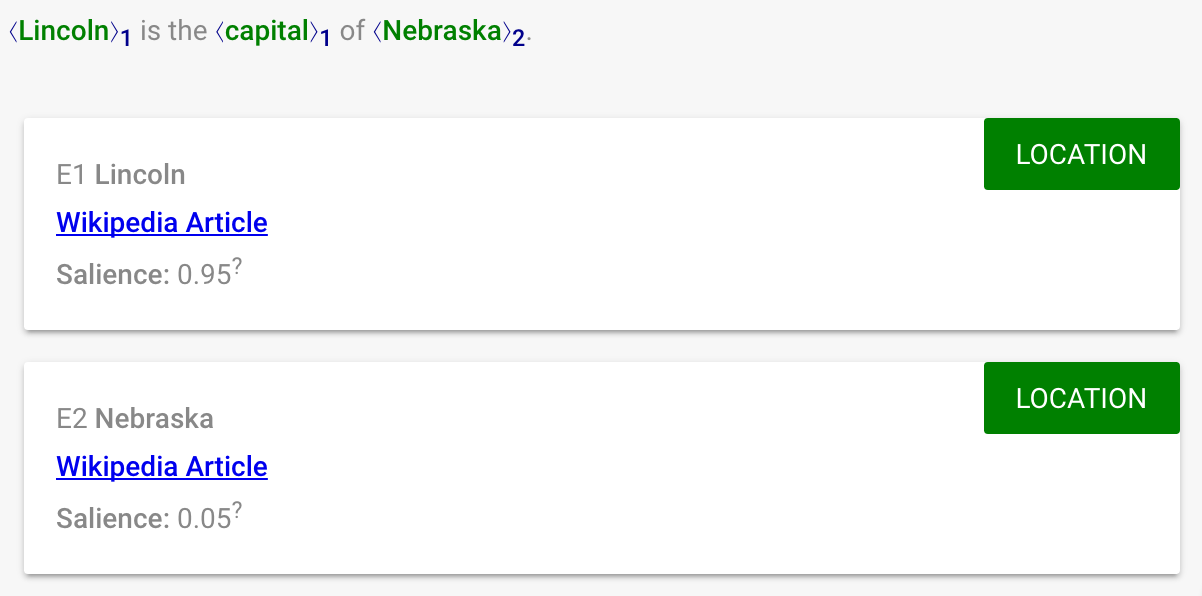 〈Lincoln〉1 is the 〈capital〉1 of 〈Nebraska〉2.
LOCATION
E1 Lincoln
Wikipedia Article
Salience: 0.95?
LOCATION
E2 Nebraska
Wikipedia Article
Salience: 0.05?